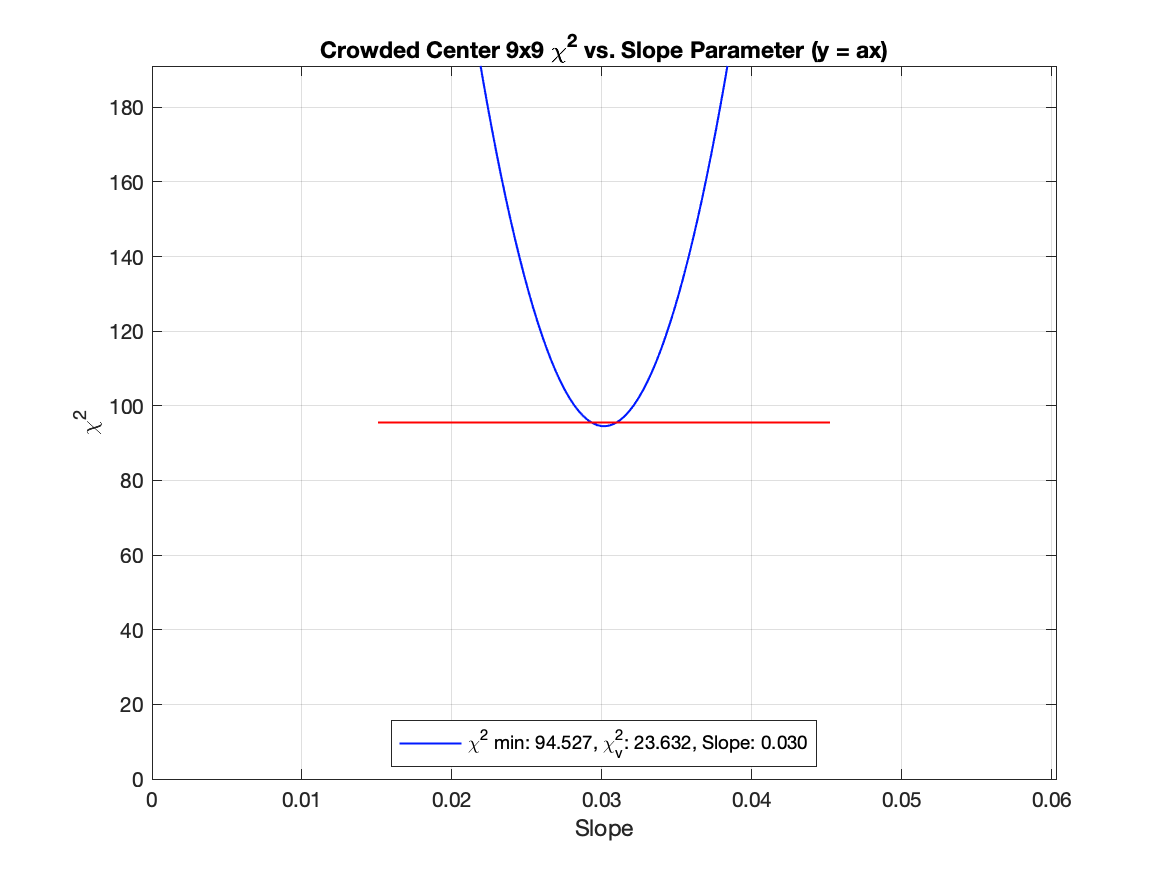 Crowded Center 9x9 χ² vs. Slope Parameter (y = ax)
180
160
140
120
100
80
60
40
20
0
χ²
χ² min: 94.527, χ²ᵥ: 23.632, Slope: 0.030
0 0.01 0.02 0.03 0.04 0.05 0.06
Slope